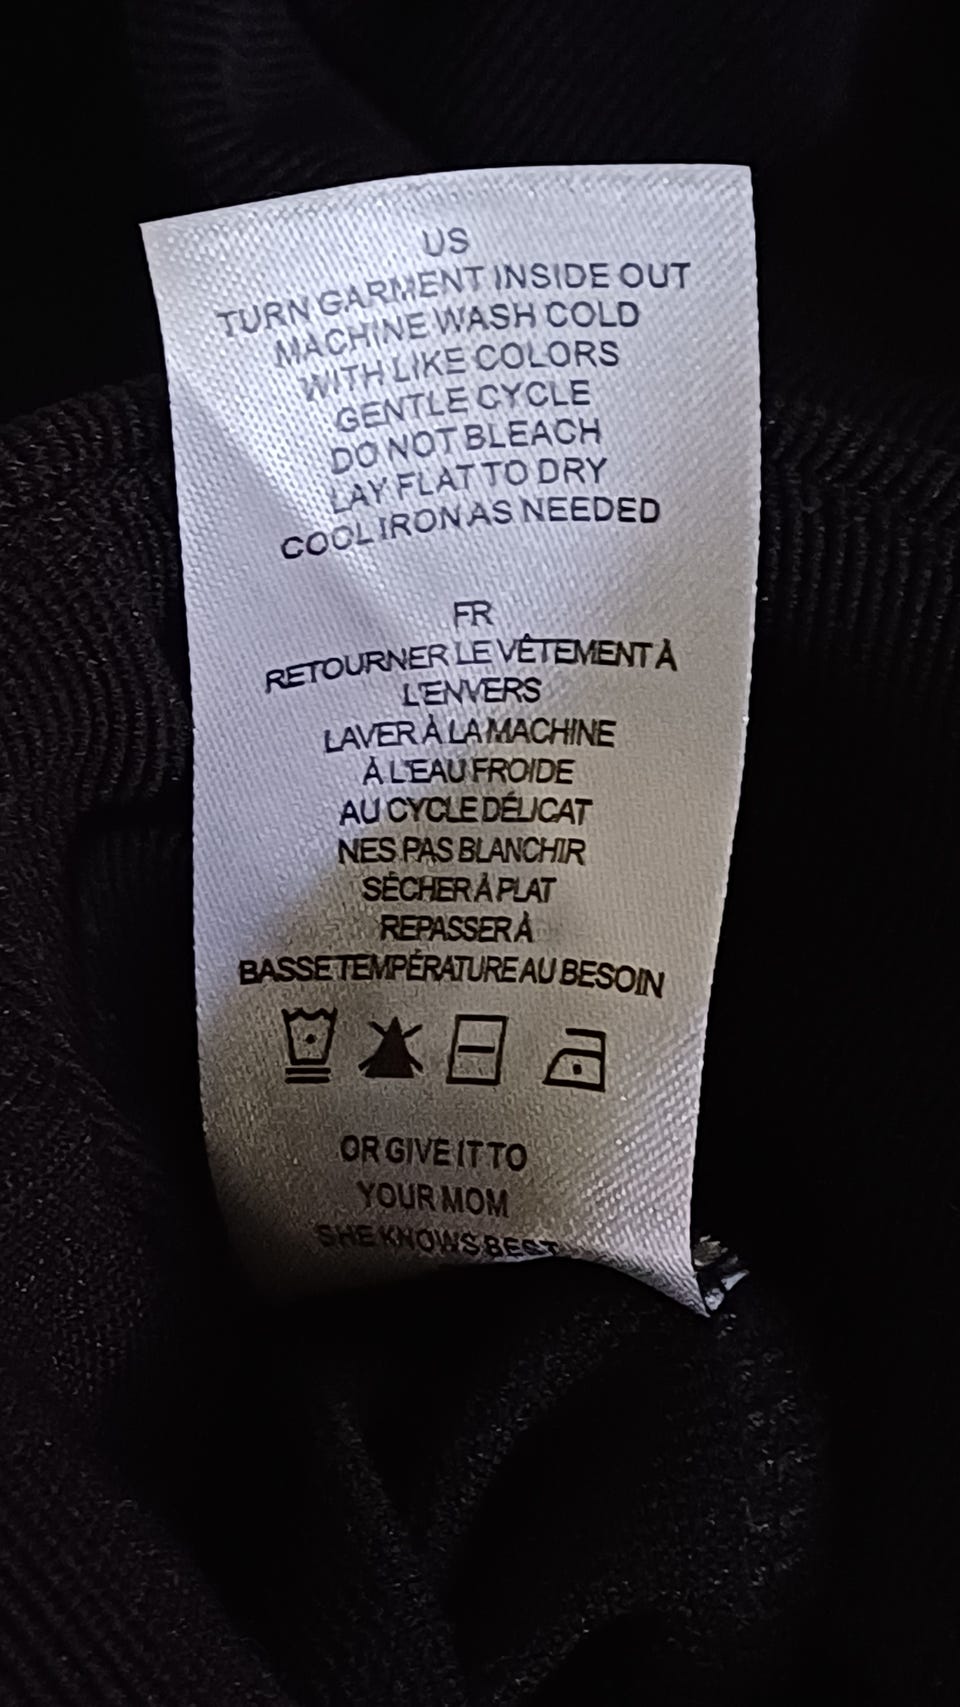 US
TURN GARMENT INSIDE OUT
MACHINE WASH COLD
WITH LIKE COLORS
GENTLE CYCLE
DO NOT BLEACH
LAY FLAT TO DRY
COOL IRON AS NEEDED
FR
RETOURNER LE VÊTEMENT À
L'ENVERS
LAVER À LA MACHINE
À L'EAU FROIDE
AU CYCLE DÉLICAT
NES PAS BLANCHIR
SÉCHER À PLAT
REPASSER À
BASSE TEMPÉRATURE AU BESOIN
OR GIVE IT TO
YOUR MOM
SHE KNOWS BEST